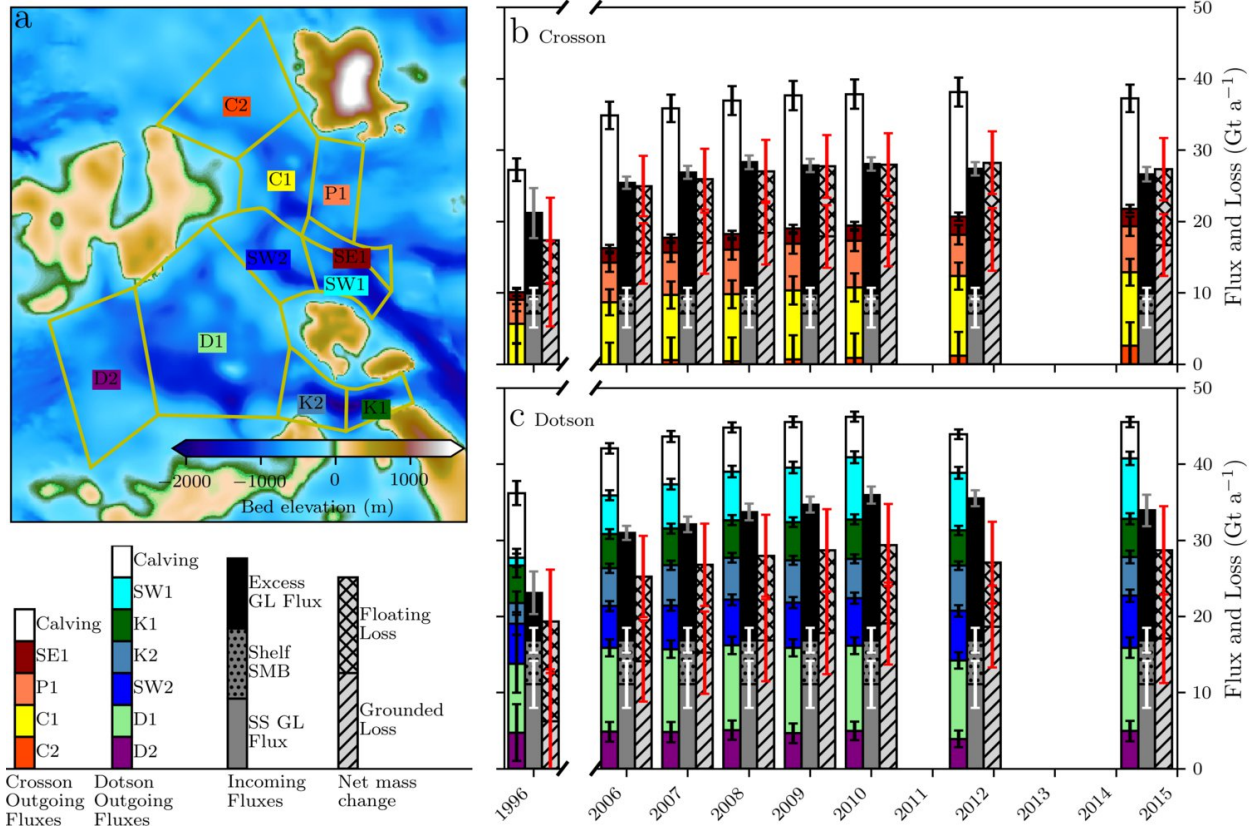 a
C2
C1
P1
SE1
SW2
SW1
D1
D2
K2
K1
−2000 −1000 0 1000
Bed elevation (m)
b Crosson
50
40
30
20
10
0
Flux and Loss (Gt a−1)
c Dotson
50
40
30
20
10
0
Flux and Loss (Gt a−1)
1996 2006 2007 2008 2009 2010 2011 2012 2013 2014 2015
Calving
SE1
P1
C1
C2
Crosson
Outgoing
Fluxes
Calving
SW1
K1
K2
SW2
D1
D2
Dotson
Outgoing
Fluxes
Excess
GL Flux
Shelf
SMB
SS GL
Flux
Incoming
Fluxes
Floating
Loss
Grounded
Loss
Net mass
change